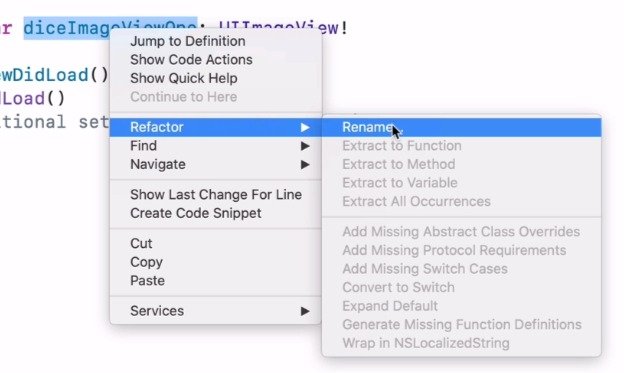 ar diceImageViewOne: UIImageView!
ewDidLoad()
dLoad()
itional set
Jump to Definition
Show Code Actions
Show Quick Help
Continue to Here
Refactor
Find
Navigate
Show Last Change For Line
Create Code Snippet
Cut
Copy
Paste
Services
Rename...
Extract to Function
Extract to Method
Extract to Variable
Extract All Occurrences
Add Missing Abstract Class Overrides
Add Missing Protocol Requirements
Add Missing Switch Cases
Convert to Switch
Expand Default
Generate Missing Function Definitions
Wrap in NSLocalizedString